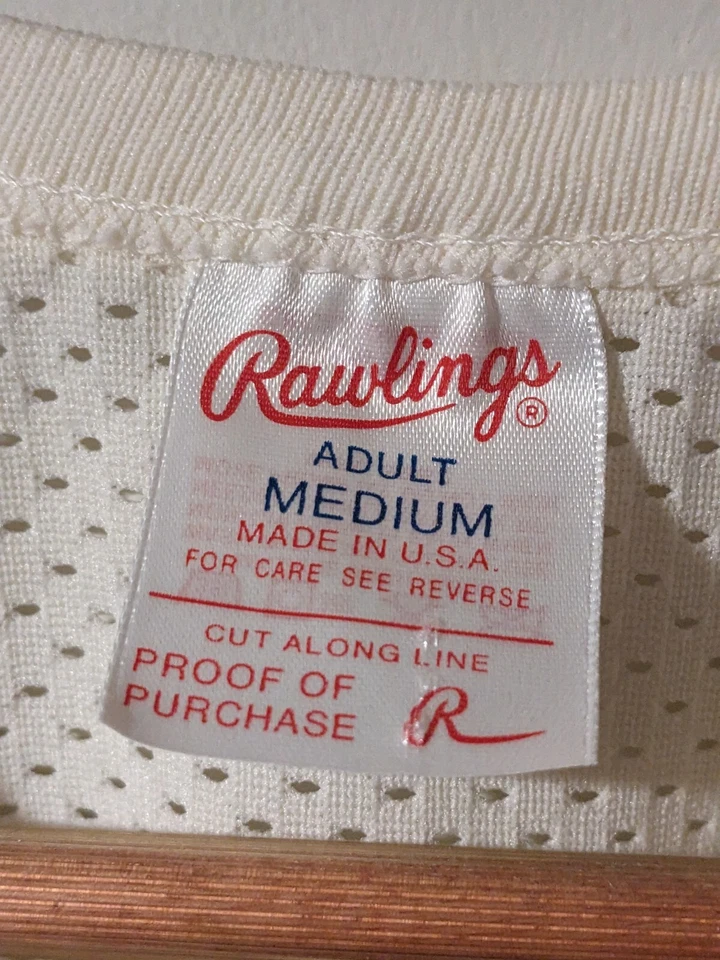 Rawlings®
ADULT
MEDIUM
MADE IN U.S.A.
FOR CARE SEE REVERSE
CUT ALONG LINE
PROOF OF
PURCHASE
R